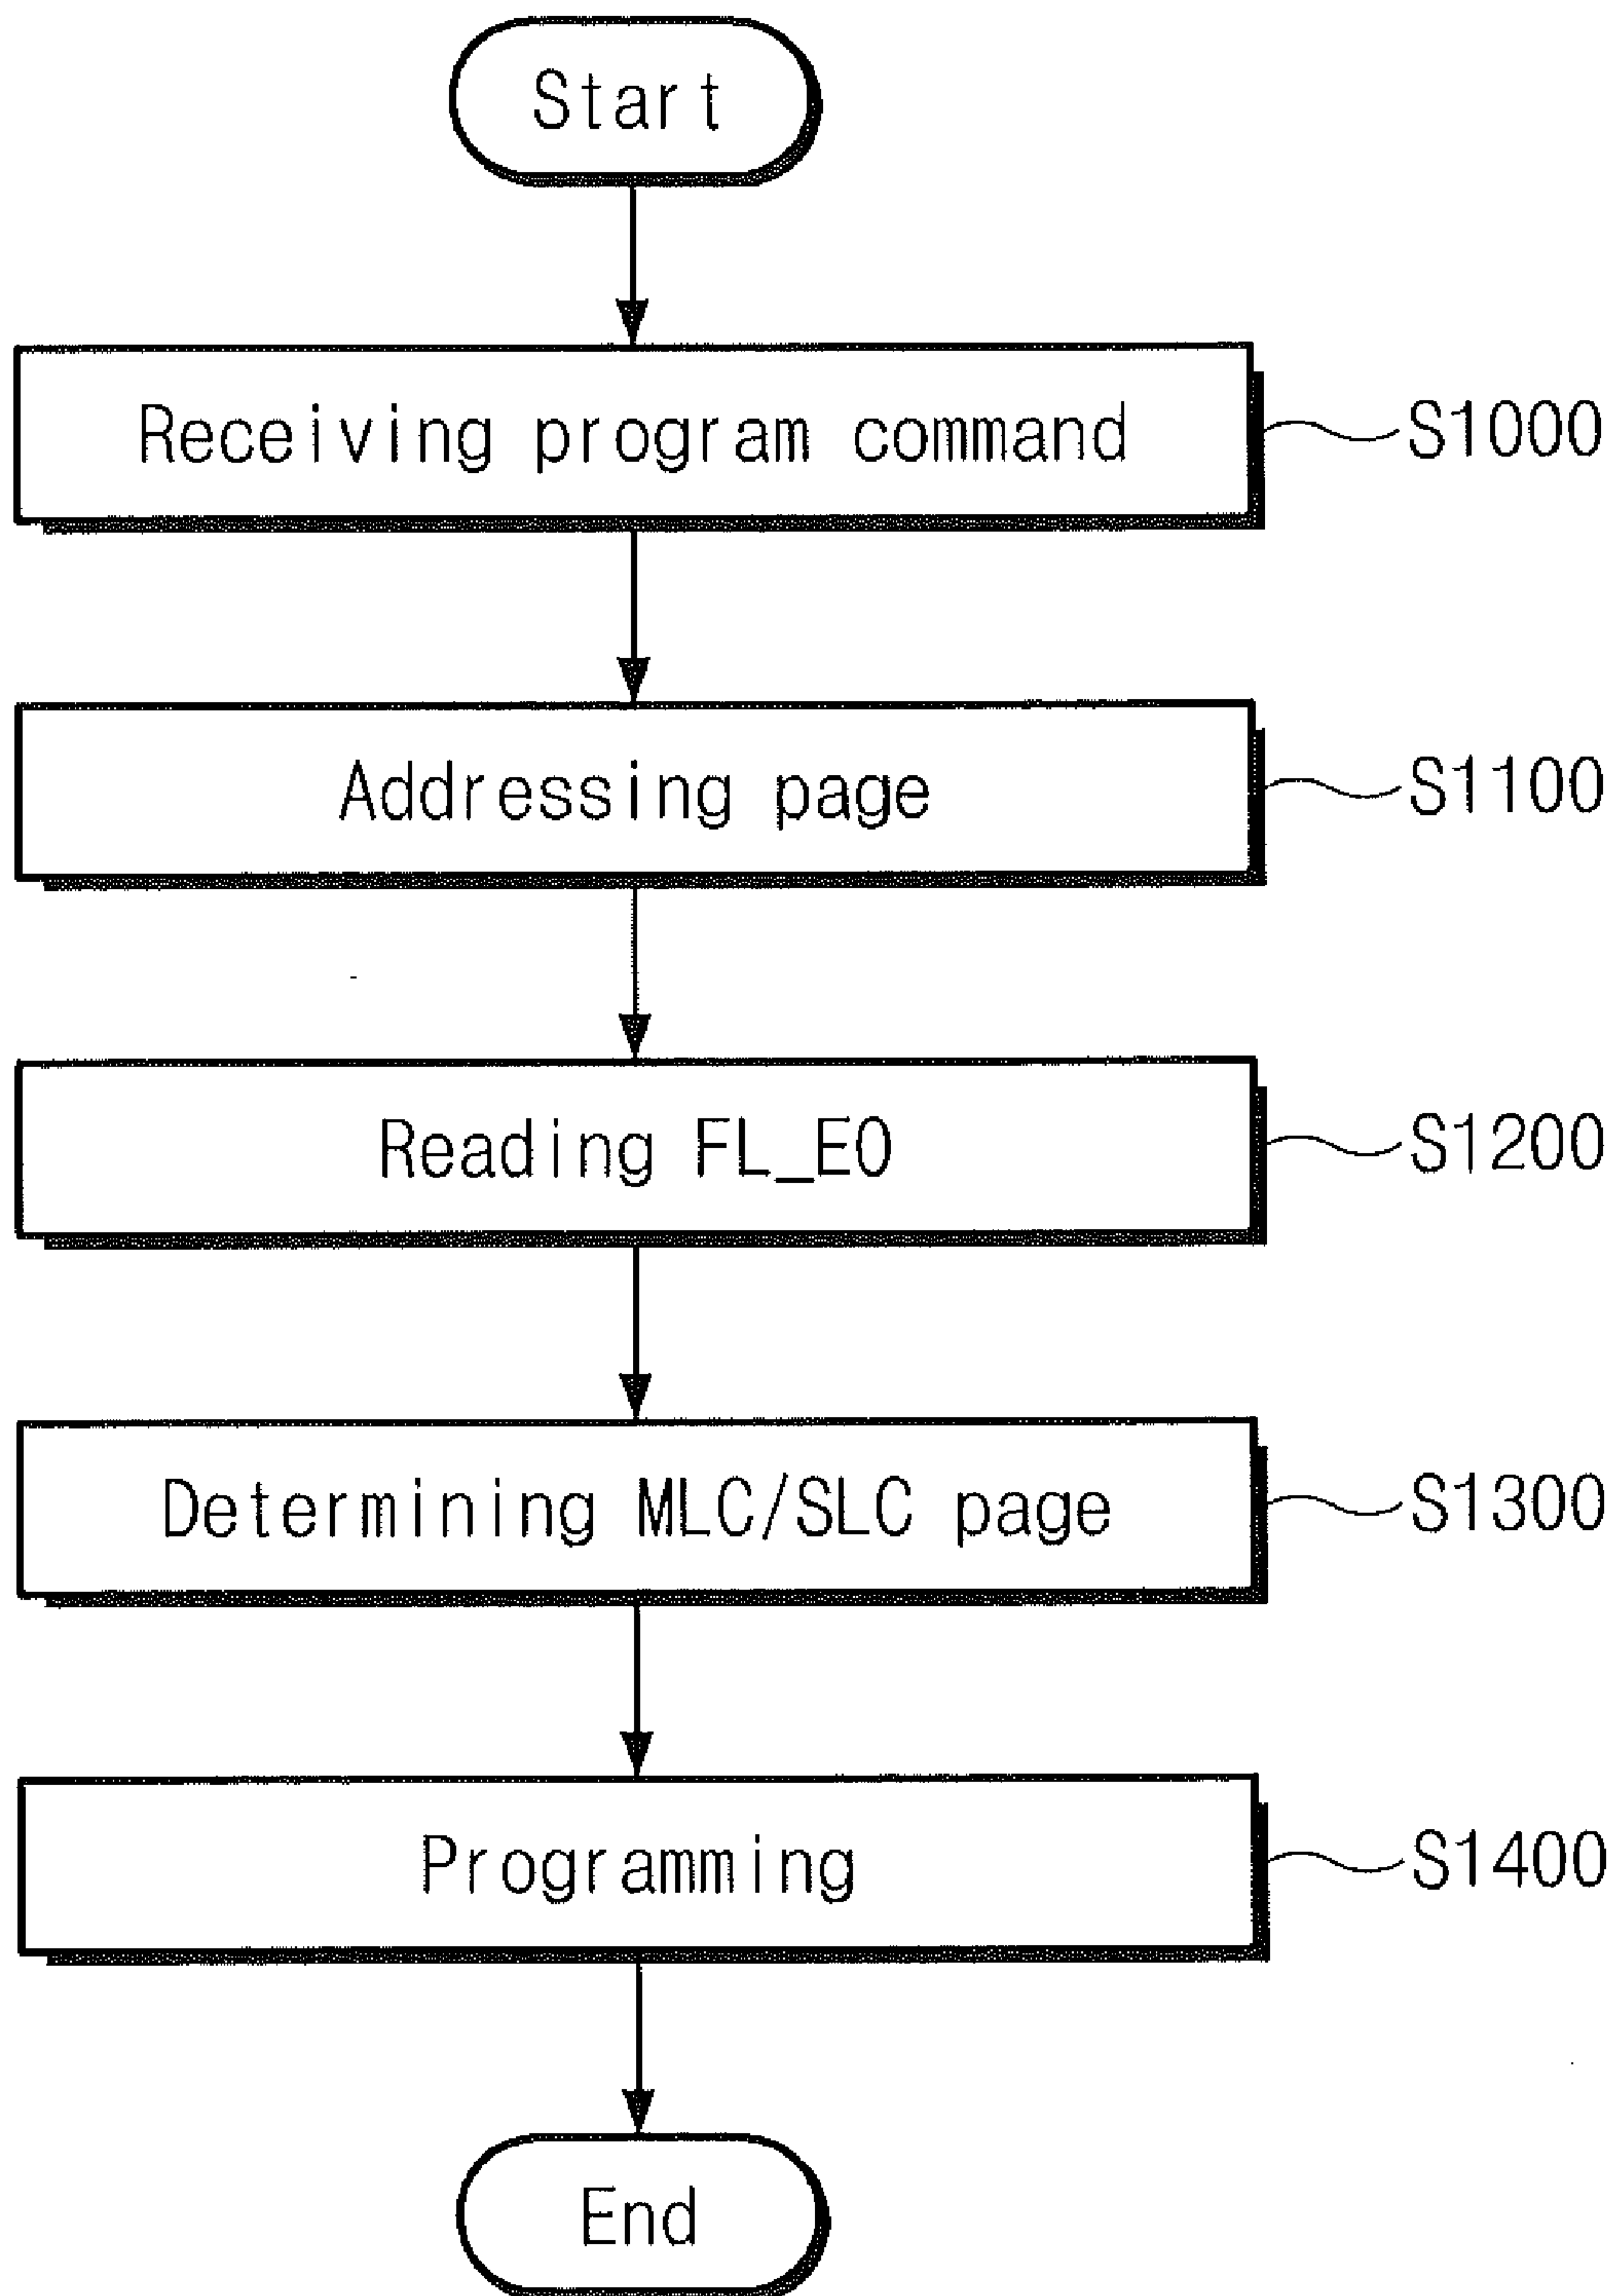 Start
Receiving program command
S1000
Addressing page
S1100
Reading FL_E0
S1200
Determining MLC/SLC page
S1300
Programming
S1400
End